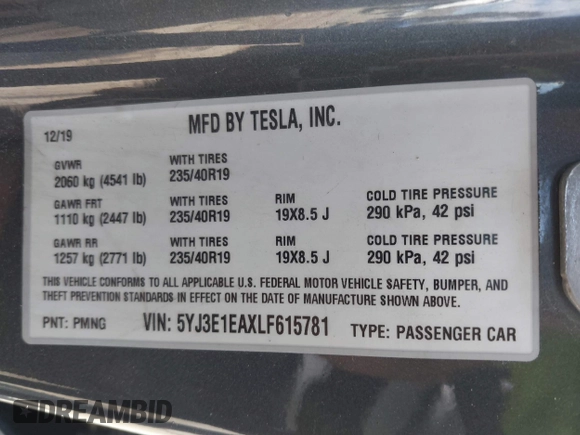 12/19 MFD BY TESLA, INC.
GVWR WITH TIRES
2060 kg (4541 lb) 235/40R19
GAWR FRT WITH TIRES RIM COLD TIRE PRESSURE
1110 kg (2447 lb) 235/40R19 19X8.5 J 290 kPa, 42 psi
GAWR RR WITH TIRES RIM COLD TIRE PRESSURE
1257 kg (2771 lb) 235/40R19 19X8.5 J 290 kPa, 42 psi
THIS VEHICLE CONFORMS TO ALL APPLICABLE U.S. FEDERAL MOTOR VEHICLE SAFETY, BUMPER, AND
THEFT PREVENTION STANDARDS IN EFFECT ON THE DATE OF MANUFACTURE SHOWN ABOVE.
PNT: PMNG VIN: 5YJ3E1EAXLF615781 TYPE: PASSENGER CAR
DREAMBID